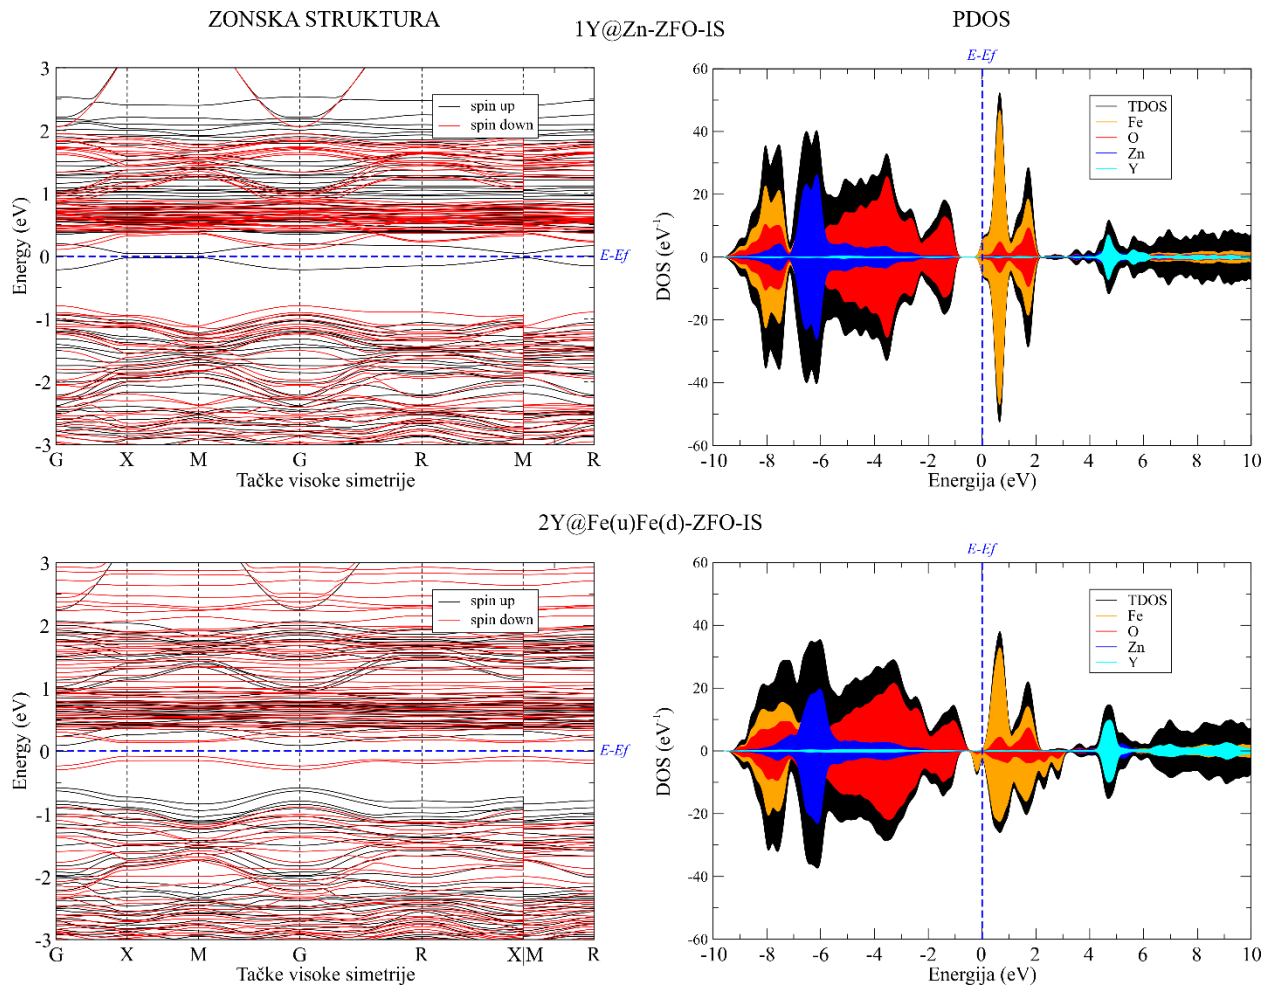 ZONSKA STRUKTURA
PDOS
1Y@Zn-ZFO-IS
3
2
1
0
-1
-2
-3
Energy (eV)
spin up
spin down
E-Ef
G X M G R M R
Tačke visoke simetrije
E-Ef
60
40
20
0
-20
-40
-60
DOS (eV⁻¹)
TDOS
Fe
O
Zn
Y
-10 -8 -6 -4 -2 0 2 4 6 8 10
Energija (eV)
2Y@Fe(u)Fe(d)-ZFO-IS
3
2
1
0
-1
-2
-3
Energy (eV)
spin up
spin down
E-Ef
G X M G R X|M R
Tačke visoke simetrije
E-Ef
60
40
20
0
-20
-40
-60
DOS (eV⁻¹)
TDOS
Fe
O
Zn
Y
-10 -8 -6 -4 -2 0 2 4 6 8 10
Energija (eV)